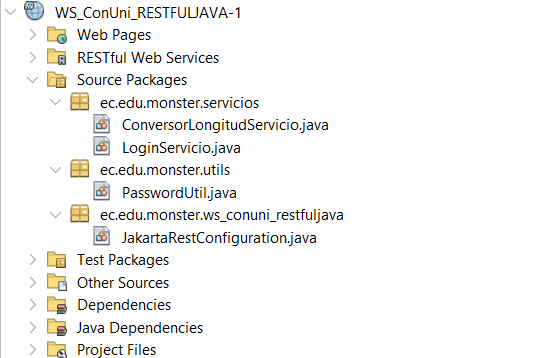 WS_ConUni_RESTFULJAVA-1
Web Pages
RESTful Web Services
Source Packages
ec.edu.monster.servicios
ConversorLongitudServicio.java
LoginServicio.java
ec.edu.monster.utils
PasswordUtil.java
ec.edu.monster.ws_conuni_restfuljava
JakartaRestConfiguration.java
Test Packages
Other Sources
Dependencies
Java Dependencies
Project Files